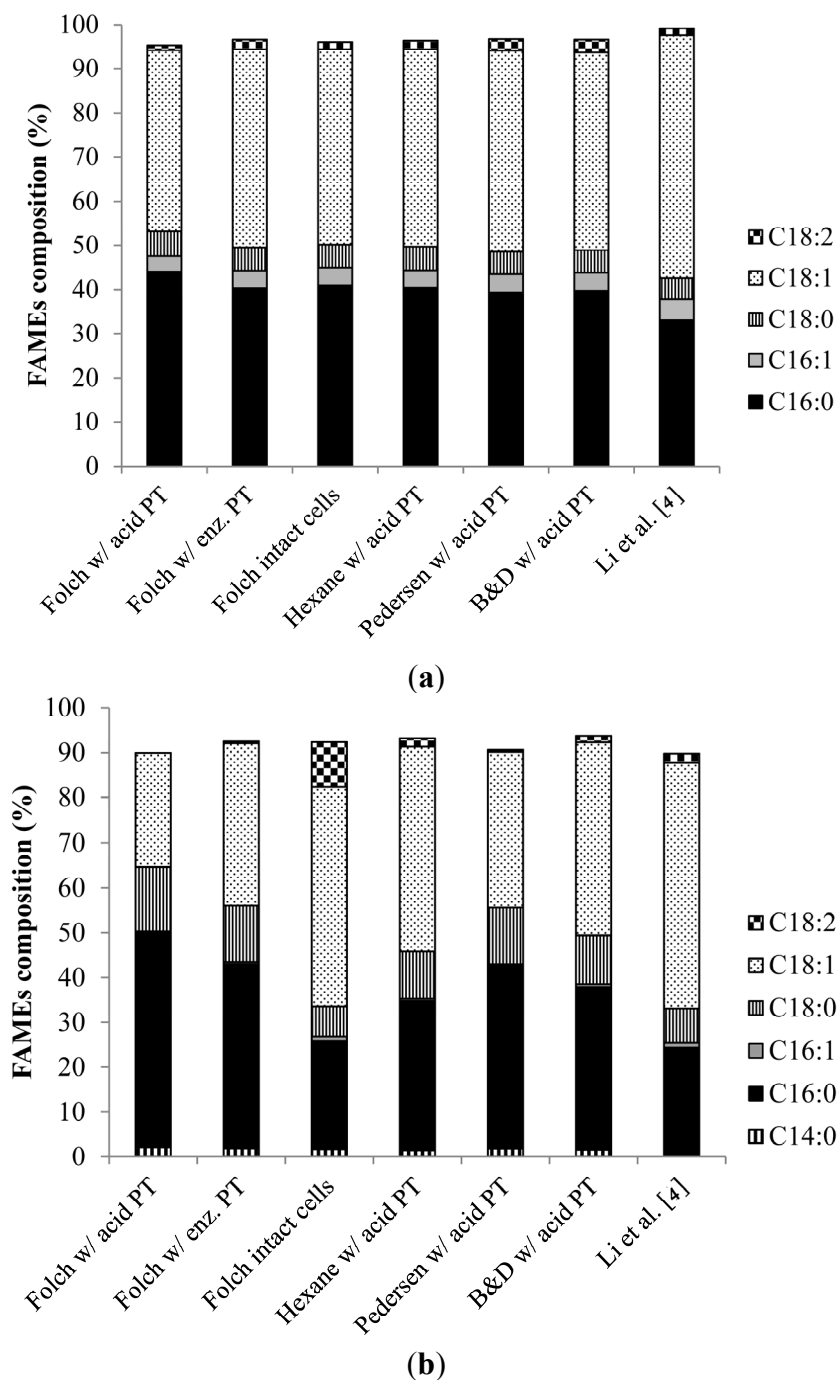 100
90
80
70
60
50
40
30
20
10
0
FAMEs composition (%)
C18:2
C18:1
C18:0
C16:1
C16:0
Folch w/ acid PT
Folch w/ enz. PT
Folch intact cells
Hexane w/ acid PT
Pedersen w/ acid PT
B&D w/ acid PT
Li et al. [4]
(a)
100
90
80
70
60
50
40
30
20
10
0
FAMEs composition (%)
C18:2
C18:1
C18:0
C16:1
C16:0
C14:0
Folch w/ acid PT
Folch w/ enz. PT
Folch intact cells
Hexane w/ acid PT
Pedersen w/ acid PT
B&D w/ acid PT
Li et al. [4]
(b)